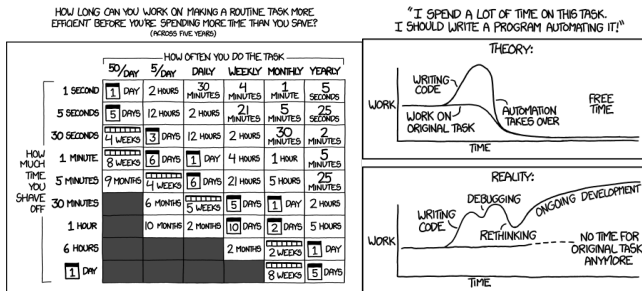 HOW LONG CAN YOU WORK ON MAKING A ROUTINE TASK MORE
EFFICIENT BEFORE YOU'RE SPENDING MORE TIME THAN YOU SAVE?
(ACROSS FIVE YEARS)
HOW OFTEN YOU DO THE TASK
50/DAY 5/DAY DAILY WEEKLY MONTHLY YEARLY
HOW MUCH TIME YOU SHAVE OFF
1 SECOND 1 DAY 2 HOURS 30 MINUTES 4 MINUTES 1 MINUTE 5 SECONDS
5 SECONDS 5 DAYS 12 HOURS 2 HOURS 21 MINUTES 5 MINUTES 25 SECONDS
30 SECONDS 4 WEEKS 3 DAYS 12 HOURS 2 HOURS 30 MINUTES 2 MINUTES
1 MINUTE 8 WEEKS 6 DAYS 1 DAY 4 HOURS 1 HOUR 5 MINUTES
5 MINUTES 9 MONTHS 4 WEEKS 6 DAYS 21 HOURS 5 HOURS 25 MINUTES
30 MINUTES 6 MONTHS 5 WEEKS 5 DAYS 1 DAY 2 HOURS
1 HOUR 10 MONTHS 2 MONTHS 10 DAYS 2 DAYS 5 HOURS
6 HOURS 2 MONTHS 2 WEEKS 1 DAY
1 DAY 8 WEEKS 5 DAYS
"I SPEND A LOT OF TIME ON THIS TASK.
I SHOULD WRITE A PROGRAM AUTOMATING IT!"
THEORY:
WRITING
CODE
WORK
WORK ON
ORIGINAL TASK
AUTOMATION
TAKES OVER
FREE
TIME
TIME
REALITY:
WRITING
CODE
DEBUGGING
RETHINKING
ONGOING DEVELOPMENT
WORK
NO TIME FOR
ORIGINAL TASK
ANYMORE
TIME